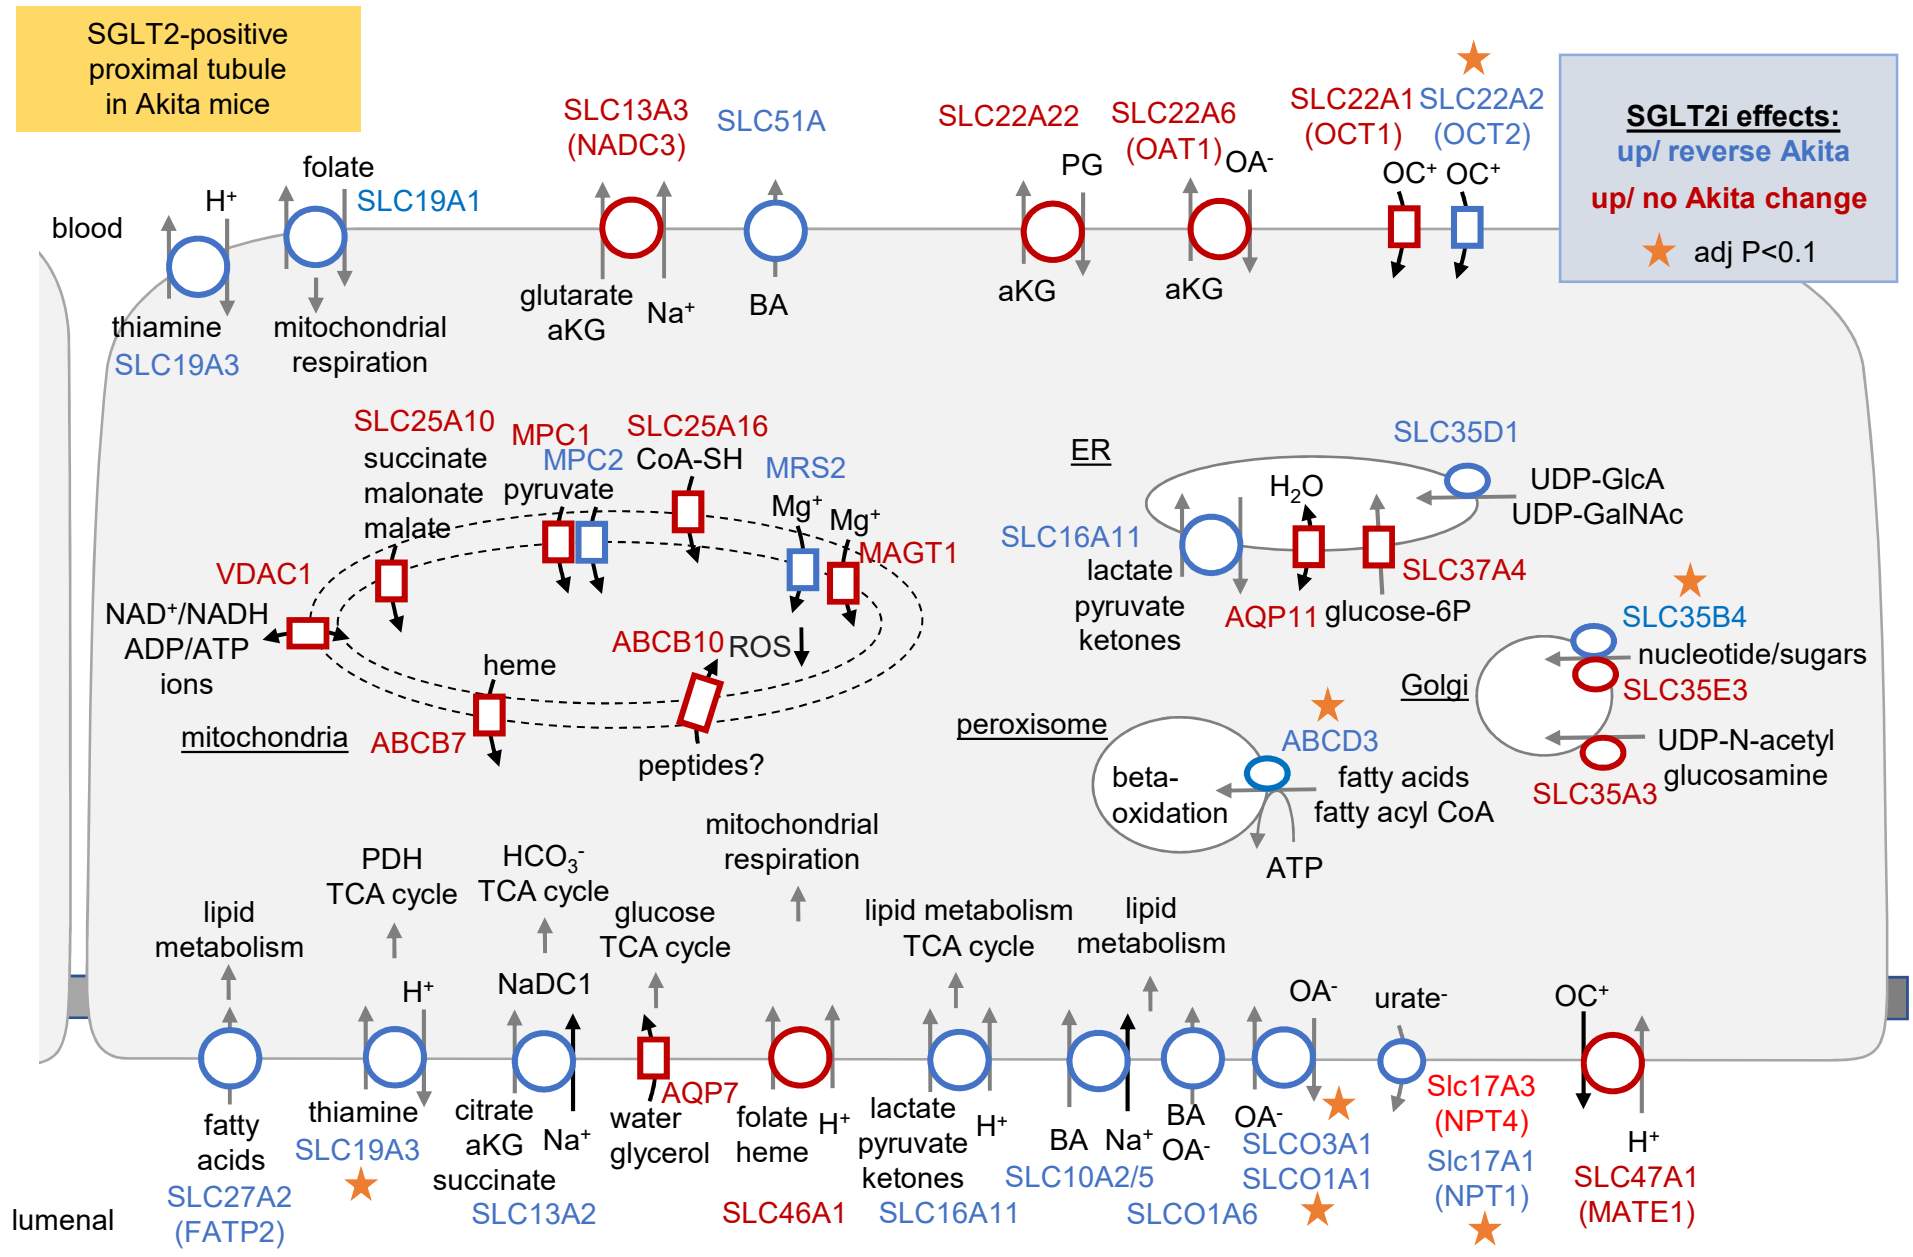 SGLT2-positive
proximal tubule
in Akita mice
SGLT2i effects:
up/ reverse Akita
up/ no Akita change
adj P<0.1
blood
H+
thiamine
SLC19A3
folate
SLC19A1
mitochondrial
respiration
SLC13A3
(NADC3)
glutarate
aKG
Na+
SLC51A
BA
SLC22A22
PG
aKG
SLC22A6
(OAT1)
OA-
aKG
SLC22A1
(OCT1)
OC+
SLC22A2
(OCT2)
OC+
SLC25A10
succinate
malonate
malate
MPC1
MPC2
pyruvate
SLC25A16
CoA-SH
MRS2
Mg+
Mg+
MAGT1
VDAC1
NAD+/NADH
ADP/ATP
ions
heme
ABCB7
ABCB10
ROS
peptides?
mitochondria
ER
SLC35D1
UDP-GlcA
UDP-GalNAc
H2O
SLC16A11
lactate
pyruvate
ketones
AQP11
SLC37A4
glucose-6P
SLC35B4
nucleotide/sugars
SLC35E3
Golgi
UDP-N-acetyl
glucosamine
SLC35A3
peroxisome
ABCD3
beta-
oxidation
fatty acids
fatty acyl CoA
ATP
lipid
metabolism
fatty
acids
SLC27A2
(FATP2)
PDH
TCA cycle
H+
thiamine
SLC19A3
HCO3-
TCA cycle
NaDC1
citrate
aKG
succinate
Na+
SLC13A2
glucose
TCA cycle
AQP7
water
glycerol
mitochondrial
respiration
folate
heme
H+
SLC46A1
lipid metabolism
TCA cycle
lactate
pyruvate
ketones
H+
SLC16A11
lipid
metabolism
BA
Na+
SLC10A2/5
BA
OA-
SLCO1A6
OA-
OA-
SLCO3A1
SLCO1A1
urate-
Slc17A3
(NPT4)
Slc17A1
(NPT1)
OC+
H+
SLC47A1
(MATE1)
lumenal